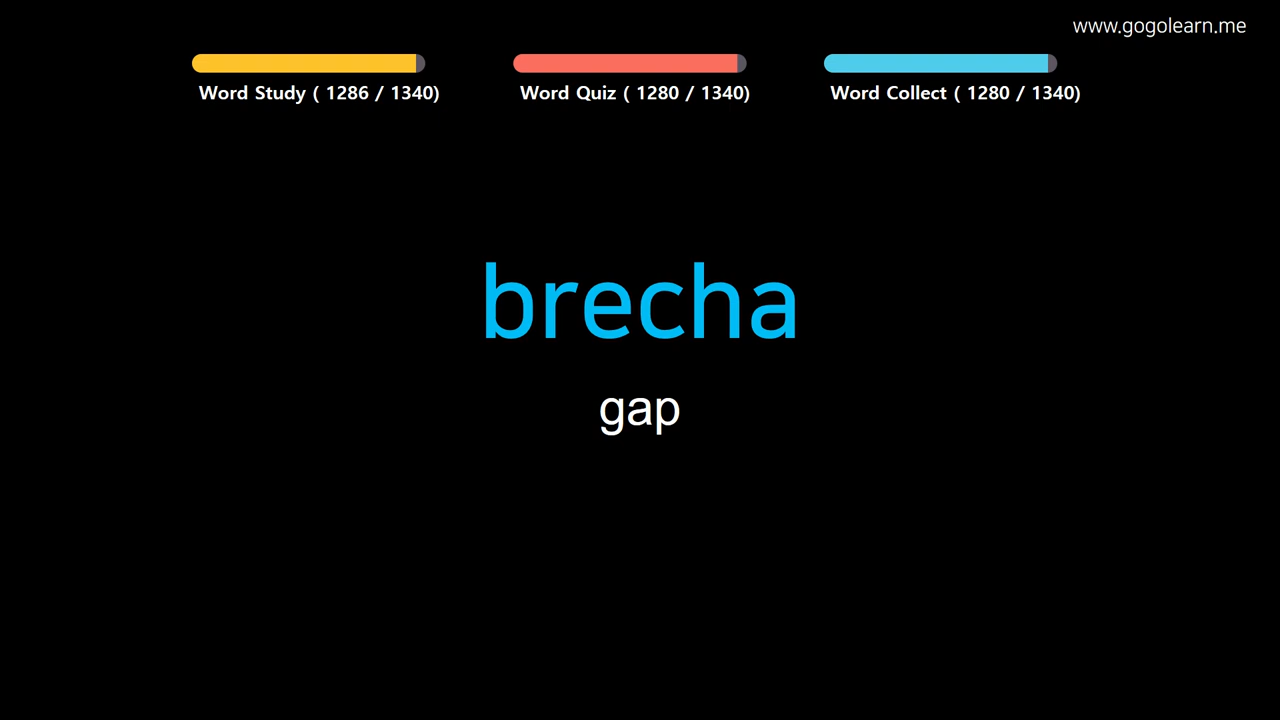 www.gogolearn.me
Word Study ( 1286 / 1340)
Word Quiz ( 1280 / 1340)
Word Collect ( 1280 / 1340)
brecha
gap